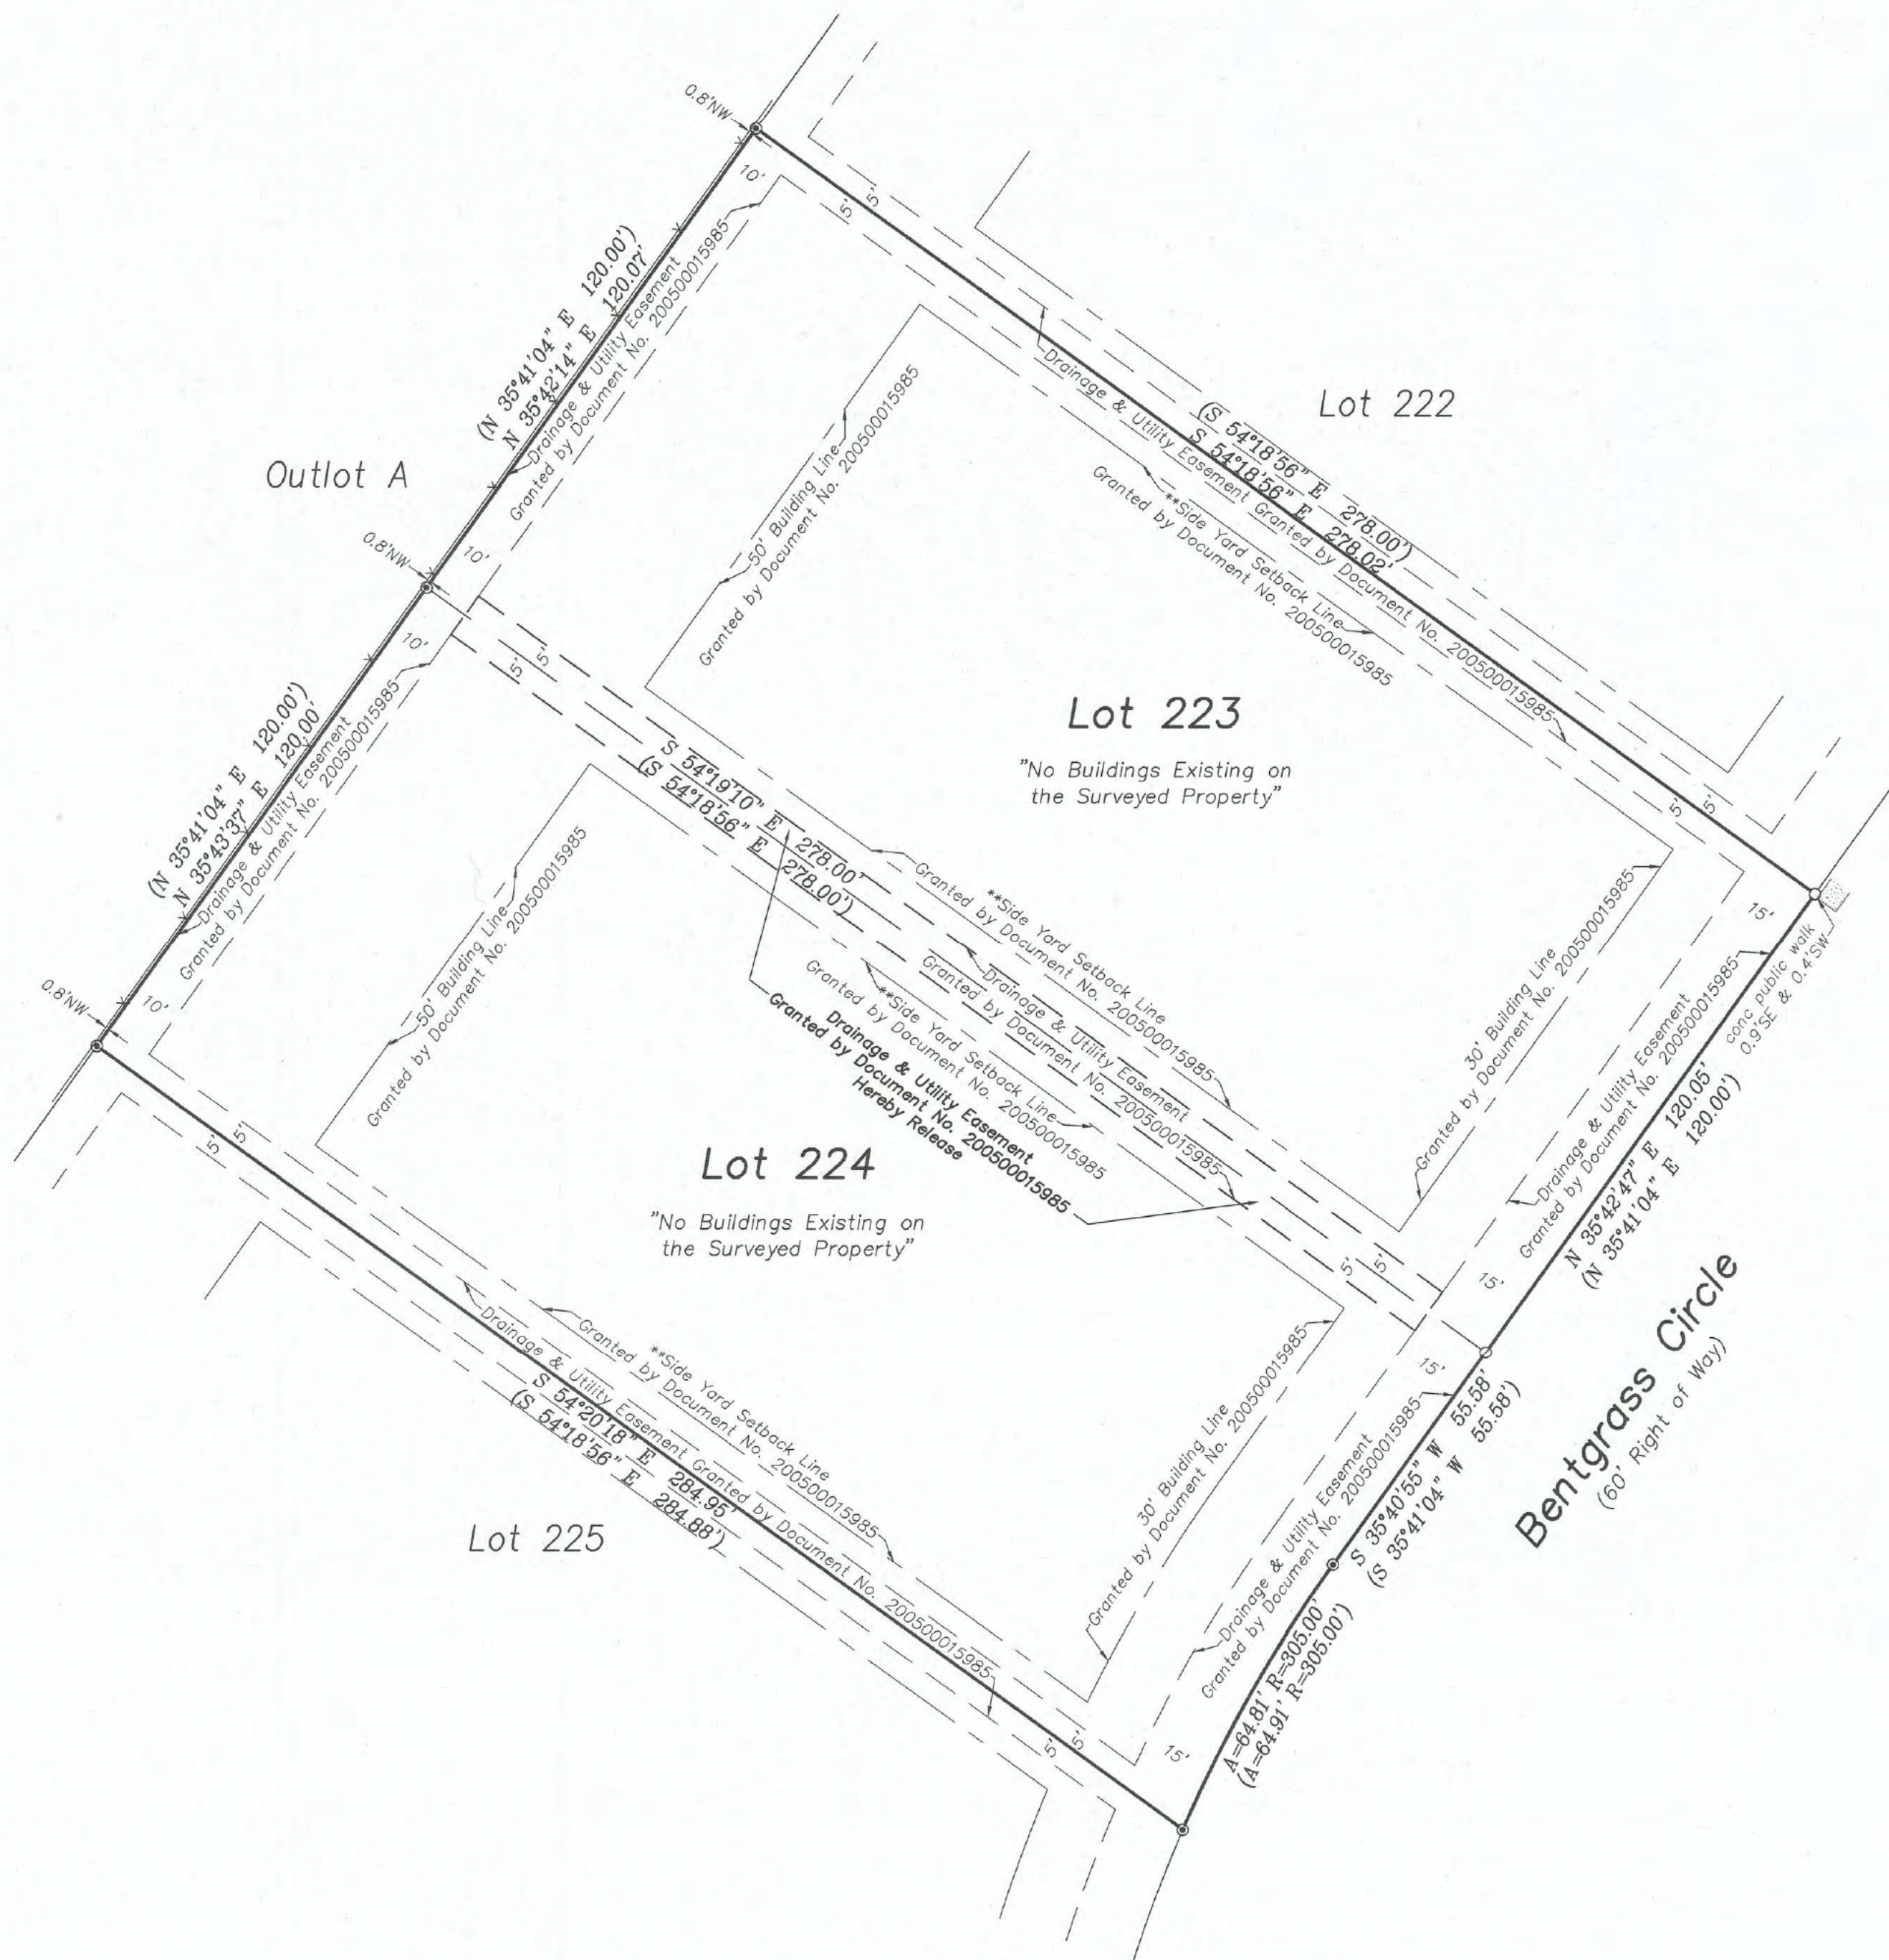 0.8'NW
10'
5' 5'
(N 35°41'04" E 120.00')
N 35°42'14" E 120.07'
Drainage & Utility Easement
Granted by Document No. 200500015985
Lot 222
(S 54°18'56" E 278.00')
S 54°18'56" E 278.02'
Drainage & Utility Easement Granted by Document No. 200500015985
**Side Yard Setback Line
Granted by Document No. 200500015985
50' Building Line
Granted by Document No. 200500015985
Outlot A
0.8'NW
10'
10'
5' 5'
Lot 223
"No Buildings Existing on
the Surveyed Property"
(N 35°41'04" E 120.00')
N 35°43'37" E 120.00'
Drainage & Utility Easement
Granted by Document No. 200500015985
S 54°19'10" E 278.00'
(S 54°18'56" E 278.00')
5' 5'
50' Building Line
Granted by Document No. 200500015985
**Side Yard Setback Line
Granted by Document No. 200500015985
Drainage & Utility Easement
Granted by Document No. 200500015985
**Side Yard Setback Line
Granted by Document No. 200500015985
Drainage & Utility Easement
Granted by Document No. 200500015985
Hereby Release
30' Building Line
Granted by Document No. 200500015985
15'
conc public walk
0.9'SE & 0.4'SW
Drainage & Utility Easement
Granted by Document No. 200500015985
N 35°42'47" E 120.05'
(N 35°41'04" E 120.00')
0.8'NW
10'
5' 5'
Lot 224
"No Buildings Existing on
the Surveyed Property"
5' 5'
15'
15'
Bentgrass Circle
(60' Right of Way)
**Side Yard Setback Line
Granted by Document No. 200500015985
Drainage & Utility Easement Granted by Document No. 200500015985
S 54°20'18" E 284.95'
(S 54°18'56" E 284.88')
Lot 225
30' Building Line
Granted by Document No. 200500015985
Drainage & Utility Easement
Granted by Document No. 200500015985
S 35°40'55" W 55.58'
(S 35°41'04" W 55.58')
A=64.81' R=305.00'
(A=64.91' R=305.00')
5' 5'
15'